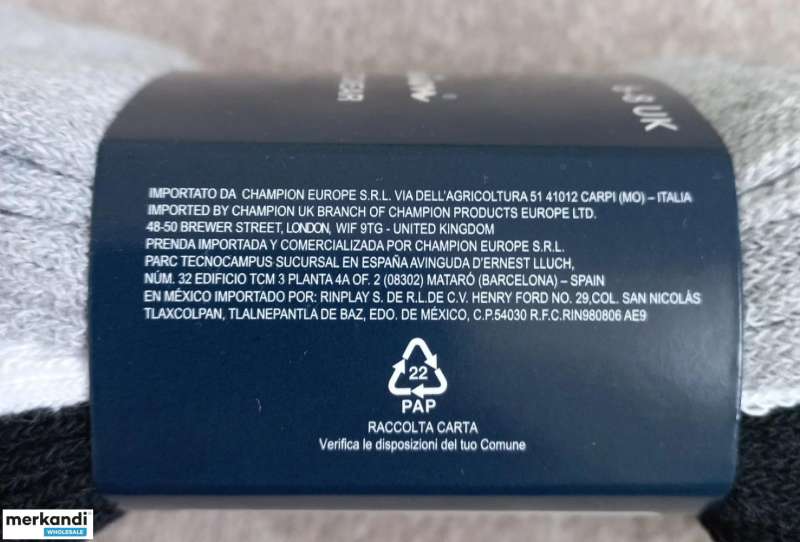 6-8 UK
IMPORTATO DA CHAMPION EUROPE S.R.L. VIA DELL'AGRICOLTURA 51 41012 CARPI (MO) – ITALIA
IMPORTED BY CHAMPION UK BRANCH OF CHAMPION PRODUCTS EUROPE LTD.
48-50 BREWER STREET, LONDON, WIF 9TG - UNITED KINGDOM
PRENDA IMPORTADA Y COMERCIALIZADA POR CHAMPION EUROPE S.R.L.
PARC TECNOCAMPUS SUCURSAL EN ESPAÑA AVINGUDA D'ERNEST LLUCH,
NÚM. 32 EDIFICIO TCM 3 PLANTA 4A OF. 2 (08302) MATARÓ (BARCELONA) – SPAIN
EN MÉXICO IMPORTADO POR: RINPLAY S. DE R.L.DE C.V. HENRY FORD NO. 29,COL. SAN NICOLÁS
TLAXCOLPAN, TLALNEPANTLA DE BAZ, EDO. DE MÉXICO, C.P.54030 R.F.C.RIN980806 AE9
22
PAP
RACCOLTA CARTA
Verifica le disposizioni del tuo Comune
merkandi
WHOLESALE